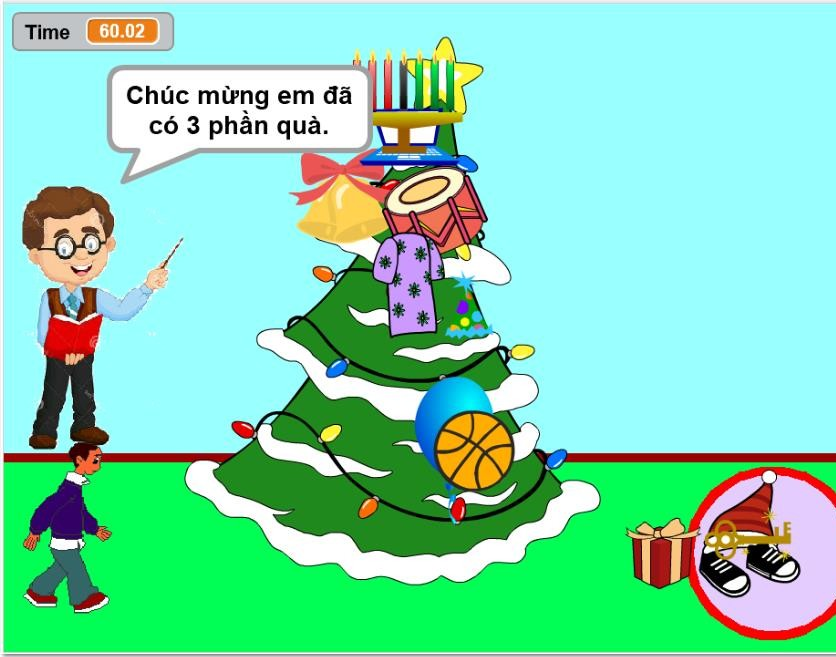 Time 60.02
Chúc mừng em đã
có 3 phần quà.